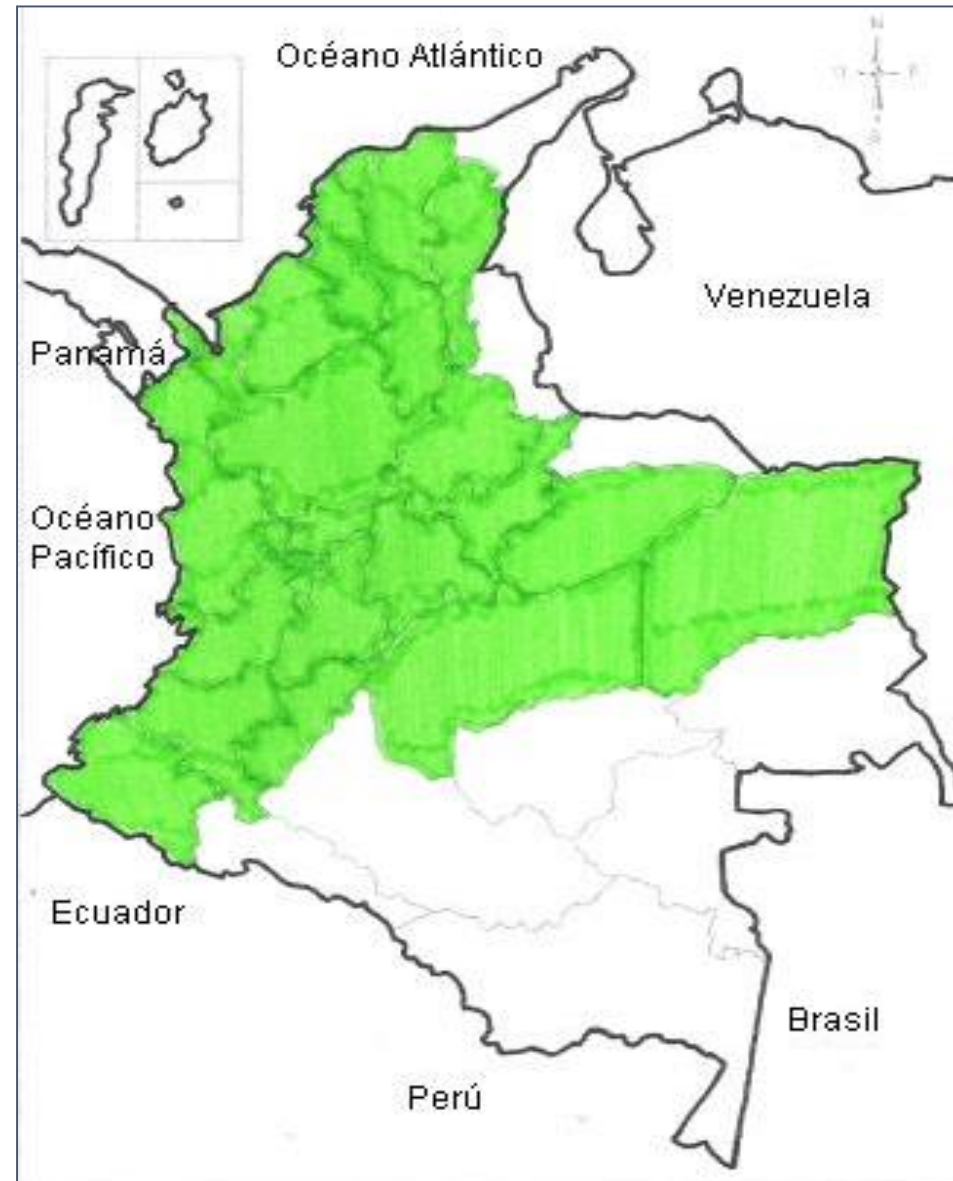 Océano Atlántico
Venezuela
Panamá
Océano
Pacífico
Ecuador
Brasil
Perú